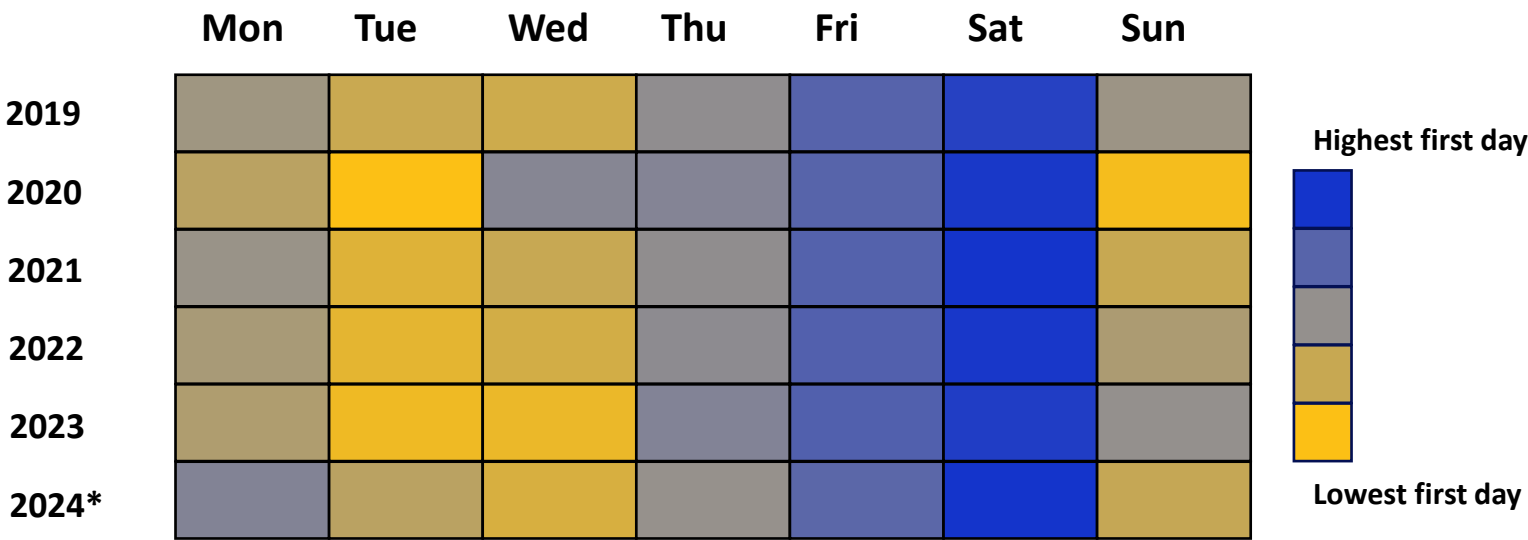 Mon Tue Wed Thu Fri Sat Sun
2019
Highest first day
2020
2021
2022
2023
2024*
Lowest first day